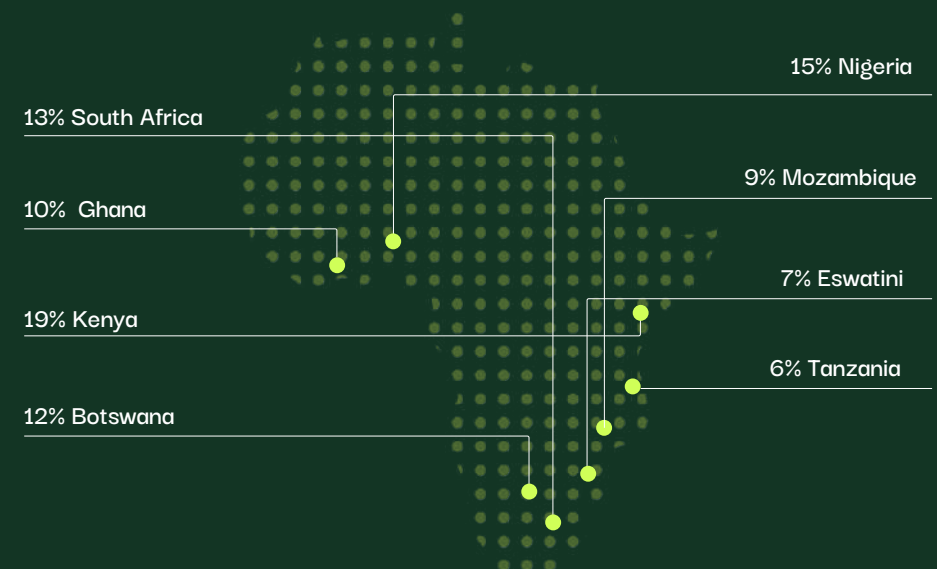 15% Nigeria
13% South Africa
9% Mozambique
10% Ghana
7% Eswatini
19% Kenya
6% Tanzania
12% Botswana